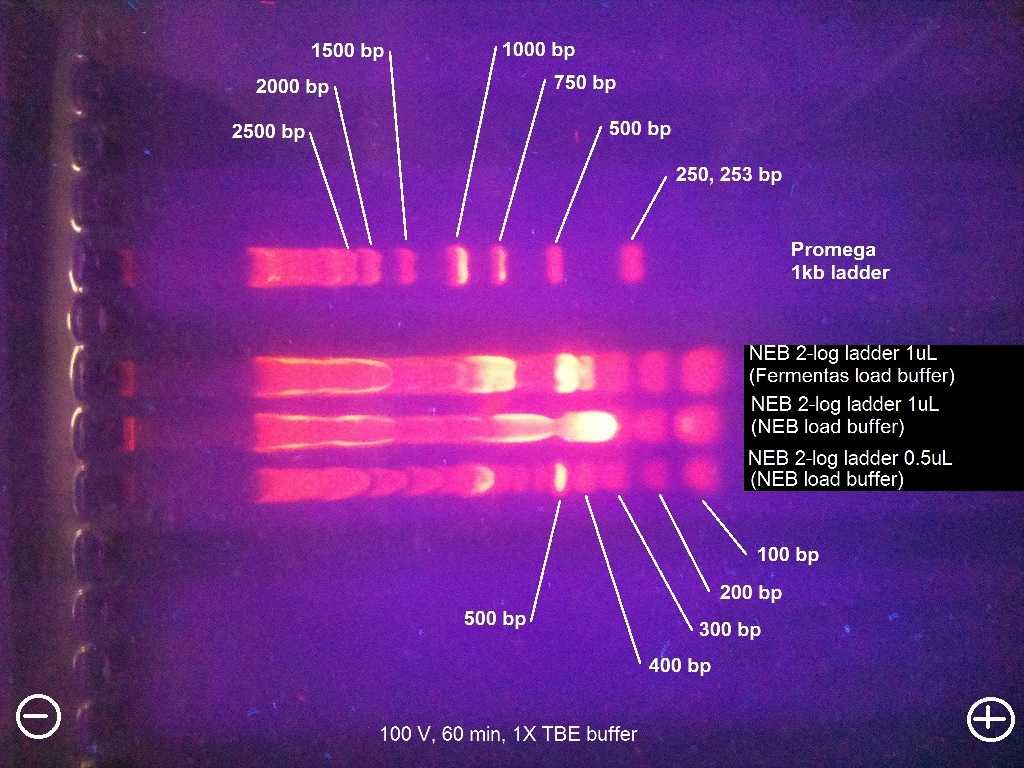 1500 bp
1000 bp
2000 bp
750 bp
2500 bp
500 bp
250, 253 bp
Promega
1kb ladder
NEB 2-log ladder 1uL
(Fermentas load buffer)
NEB 2-log ladder 1uL
(NEB load buffer)
NEB 2-log ladder 0.5uL
(NEB load buffer)
100 bp
200 bp
500 bp
300 bp
400 bp
100 V, 60 min, 1X TBE buffer